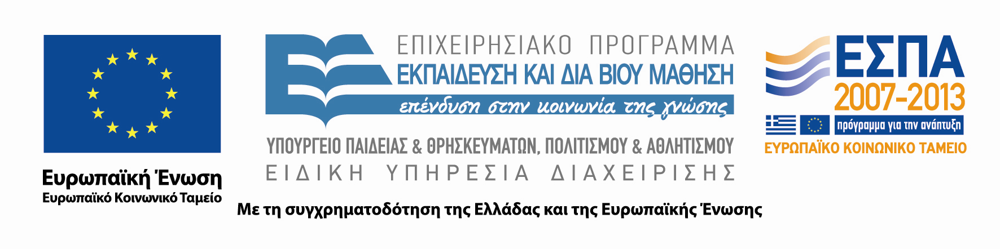 Ευρωπαϊκή Ένωση
Ευρωπαϊκό Κοινωνικό Ταμείο
ΕΠΙΧΕΙΡΗΣΙΑΚΟ ΠΡΟΓΡΑΜΜΑ
ΕΚΠΑΙΔΕΥΣΗ ΚΑΙ ΔΙΑ ΒΙΟΥ ΜΑΘΗΣΗ
επένδυση στην κοινωνία της γνώσης
ΥΠΟΥΡΓΕΙΟ ΠΑΙΔΕΙΑΣ & ΘΡΗΣΚΕΥΜΑΤΩΝ, ΠΟΛΙΤΙΣΜΟΥ & ΑΘΛΗΤΙΣΜΟΥ
ΕΙΔΙΚΗ ΥΠΗΡΕΣΙΑ ΔΙΑΧΕΙΡΙΣΗΣ
Με τη συγχρηματοδότηση της Ελλάδας και της Ευρωπαϊκής Ένωσης
ΕΣΠΑ
2007-2013
πρόγραμμα για την ανάπτυξη
ΕΥΡΩΠΑΪΚΟ ΚΟΙΝΩΝΙΚΟ ΤΑΜΕΙΟ